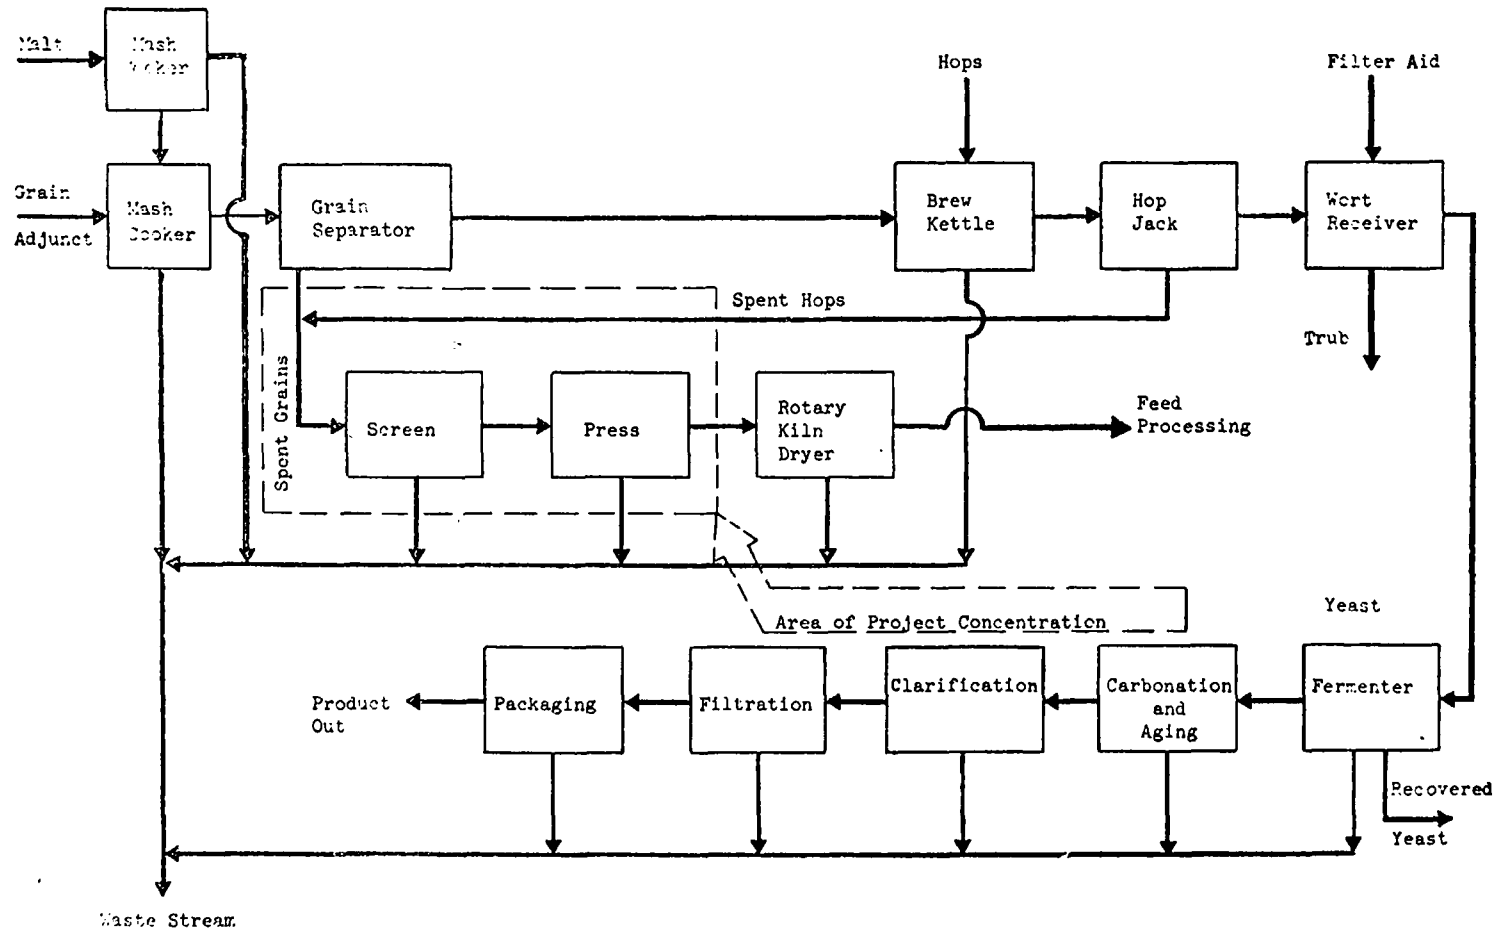 Malt
Mash
Hops
Filter Aid
Grain
Adjunct
Mash
Cooker
Grain
Separator
Brew
Kettle
Hop
Jack
Wort
Receiver
Spent Hops
Trub
Spent Grains
Screen
Press
Rotary
Kiln
Dryer
Feed
Processing
Area of Project Concentration
Yeast
Product
Out
Packaging
Filtration
Clarification
Carbonation
and
Aging
Fermenter
Recovered
Yeast
Waste Stream